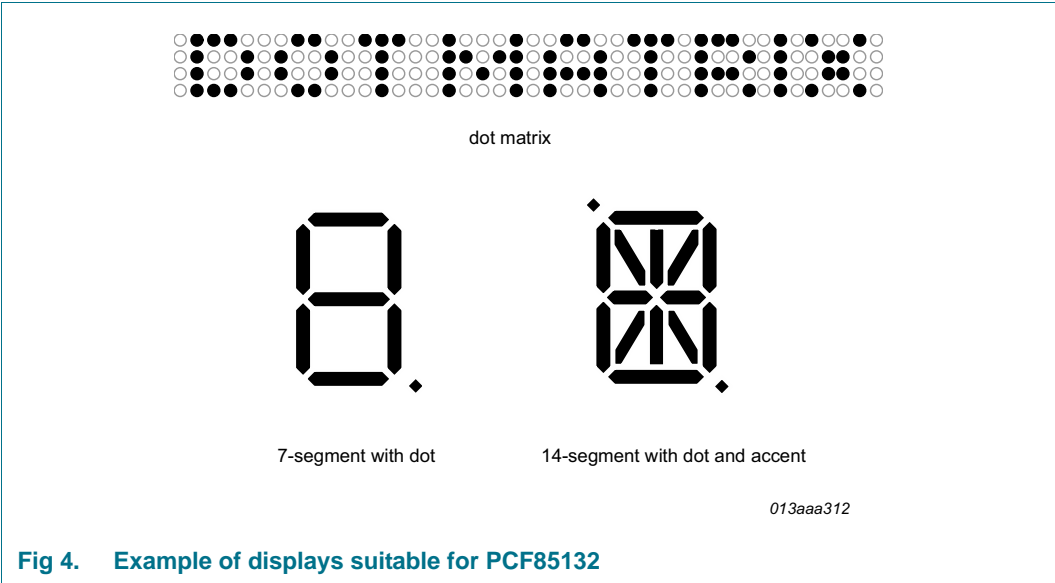 DOTMATRIX
dot matrix
7-segment with dot
14-segment with dot and accent
013aaa312
Fig 4. Example of displays suitable for PCF85132